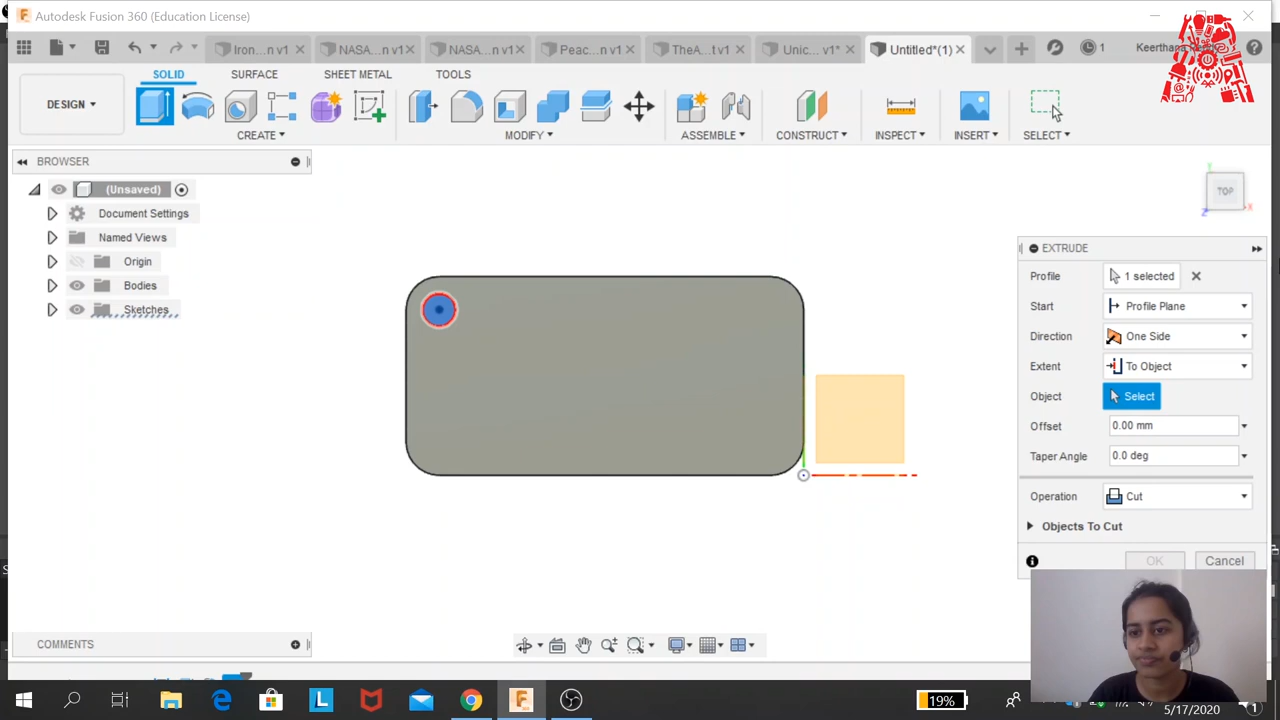 Autodesk Fusion 360 (Education License)
Iron...n v1
NASA...n v1
NASA...n v1
Peac...n v1
TheA...t v1
Unic... v1*
Untitled*(1)
1
DESIGN
SOLID
SURFACE
SHEET METAL
TOOLS
CREATE
MODIFY
ASSEMBLE
CONSTRUCT
INSPECT
INSERT
SELECT
BROWSER
(Unsaved)
Document Settings
Named Views
Origin
Bodies
Sketches
TOP
X
Y
Z
EXTRUDE
Profile 1 selected
Start Profile Plane
Direction One Side
Extent To Object
Object Select
Offset 0.00 mm
Taper Angle 0.0 deg
Operation Cut
Objects To Cut
OK Cancel
COMMENTS
19%
5/17/2020
1